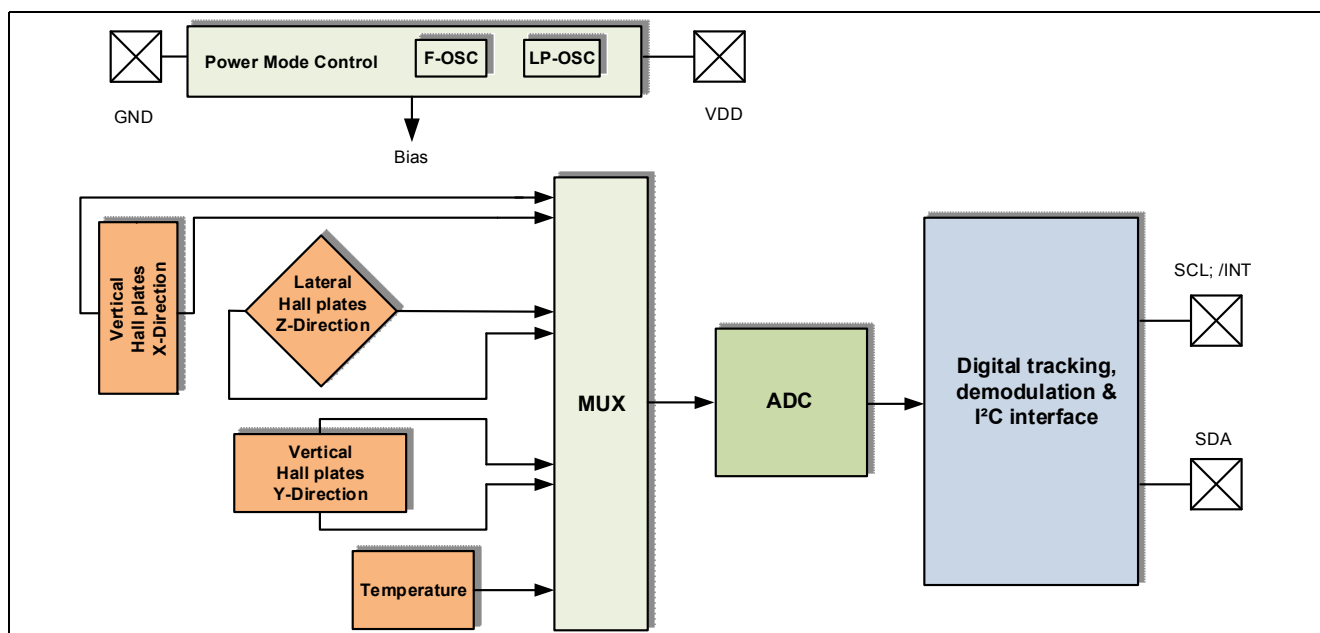 Power Mode Control
F-OSC
LP-OSC
GND
VDD
Bias
Vertical
Hall plates
X-Direction
Lateral
Hall plates
Z-Direction
Vertical
Hall plates
Y-Direction
Temperature
MUX
ADC
Digital tracking,
demodulation &
I²C interface
SCL; /INT
SDA